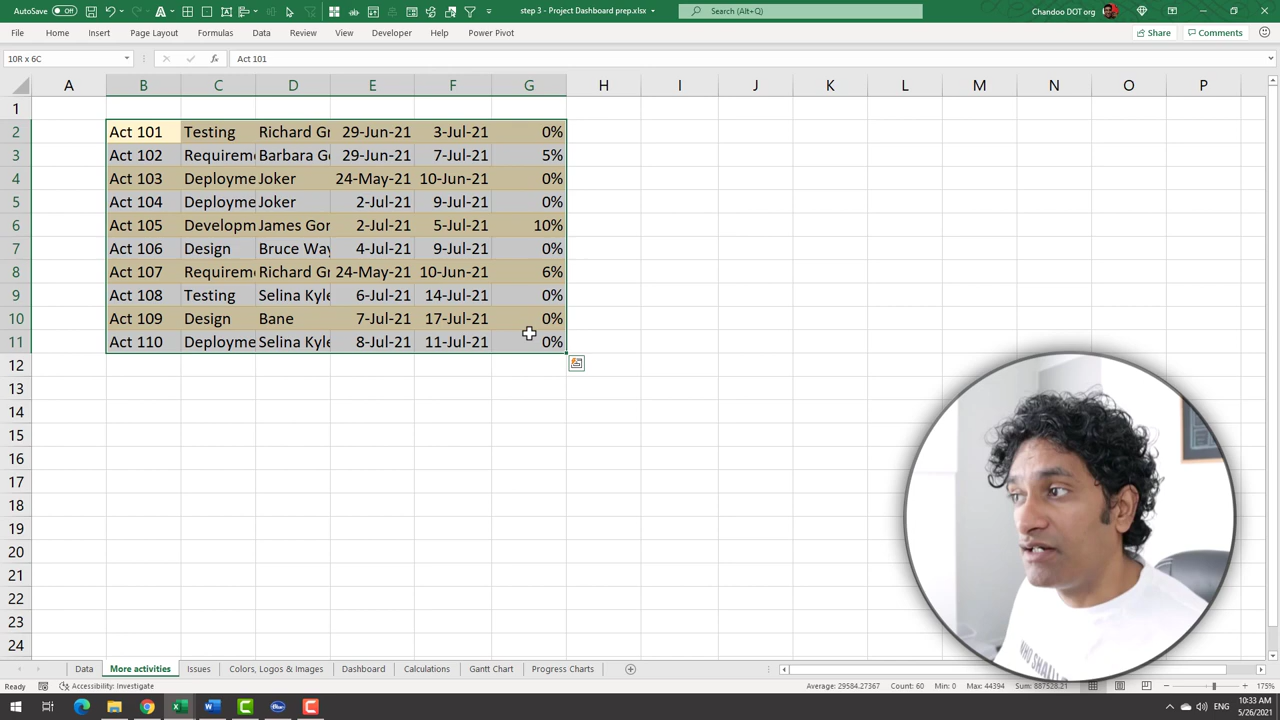 AutoSave Off
step 3 - Project Dashboard prep.xlsx
Search (Alt+Q)
Chandoo DOT org
File Home Insert Page Layout Formulas Data Review View Developer Help Power Pivot
Share Comments
10R x 6C
fx
Act 101
A B C D E F G H I J K L M N O P
1
2 Act 101 Testing Richard Gr 29-Jun-21 3-Jul-21 0%
3 Act 102 Requirem Barbara Go 29-Jun-21 7-Jul-21 5%
4 Act 103 Deployme Joker 24-May-21 10-Jun-21 0%
5 Act 104 Deployme Joker 2-Jul-21 9-Jul-21 0%
6 Act 105 Developm James Gor 2-Jul-21 5-Jul-21 10%
7 Act 106 Design Bruce Way 4-Jul-21 9-Jul-21 0%
8 Act 107 Requirem Richard Gr 24-May-21 10-Jun-21 6%
9 Act 108 Testing Selina Kyle 6-Jul-21 14-Jul-21 0%
10 Act 109 Design Bane 7-Jul-21 17-Jul-21 0%
11 Act 110 Deployme Selina Kyle 8-Jul-21 11-Jul-21 0%
12
13
14
15
16
17
18
19
20
21
22
23
24
Data More activities Issues Colors, Logos & Images Dashboard Calculations Gantt Chart Progress Charts
Ready Accessibility: Investigate Average: 29584.27367 Count: 60 Min: 0 Max: 44394 Sum: 887528.21 175%
ENG
10:33 AM
5/26/2021